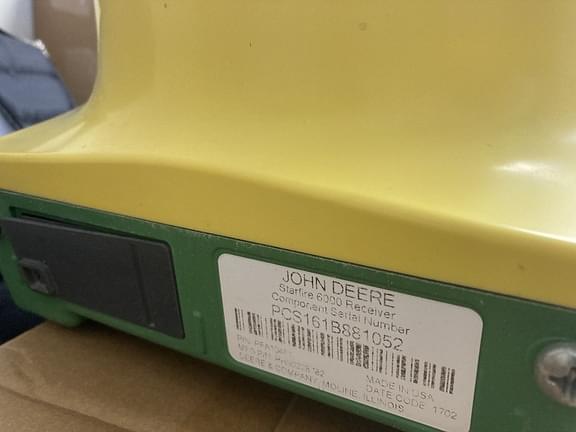 JOHN DEERE
Starfire 6000 Receiver
Component Serial Number
PCS161B881052
MADE IN USA
DATE CODE 1702
DEERE & COMPANY, MOLINE, ILLINOIS